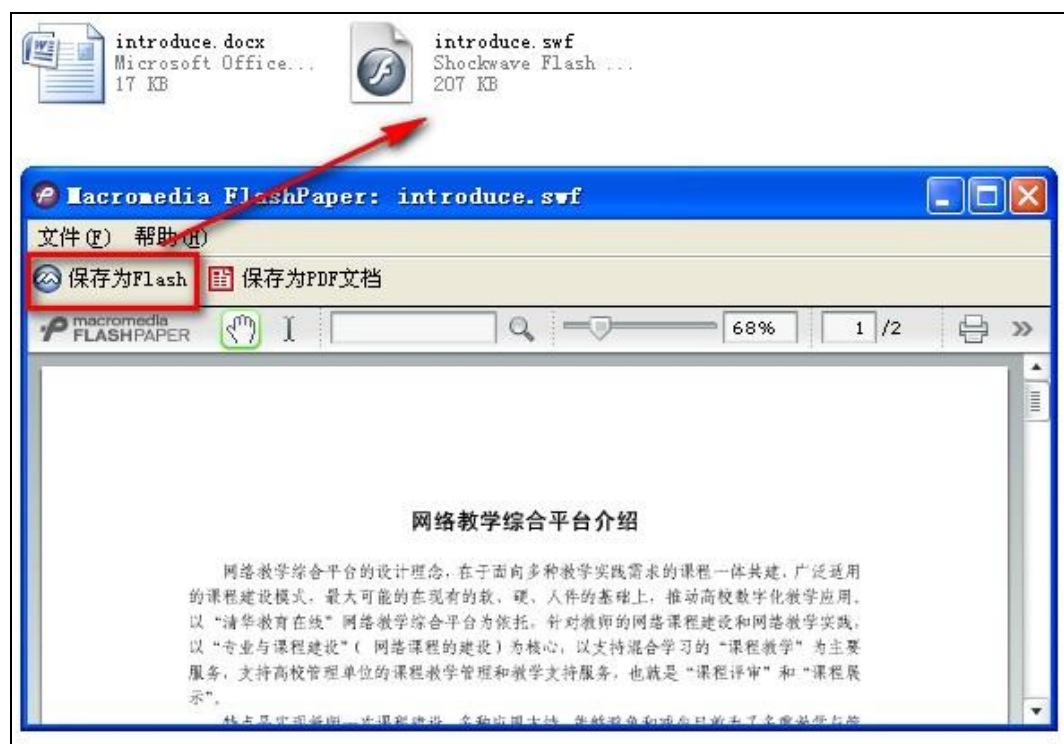 introduce.docx
Microsoft Office...
17 KB
introduce.swf
Shockwave Flash ...
207 KB
Macromedia FlashPaper: introduce.swf
文件(F) 帮助(H)
保存为Flash 保存为PDF文档
macromedia
FLASHPAPER
68% 1 /2
网络教学综合平台介绍
网络教学综合平台的设计理念,在于面向多种教学实践需求的课程一体共建,广泛适用
的课程建设模式,最大可能的在现有的软、硬、人件的基础上,推动高校数字化教学应用。
以“清华教育在线”网络教学综合平台为依托,针对教师的网络课程建设和网络教学实践,
以“专业与课程建设”( 网络课程的建设)为核心,以支持混合学习的“课程教学”为主要
服务,支持高校管理单位的课程教学管理和教学支持服务,也就是“课程评审”和“课程展
示”。